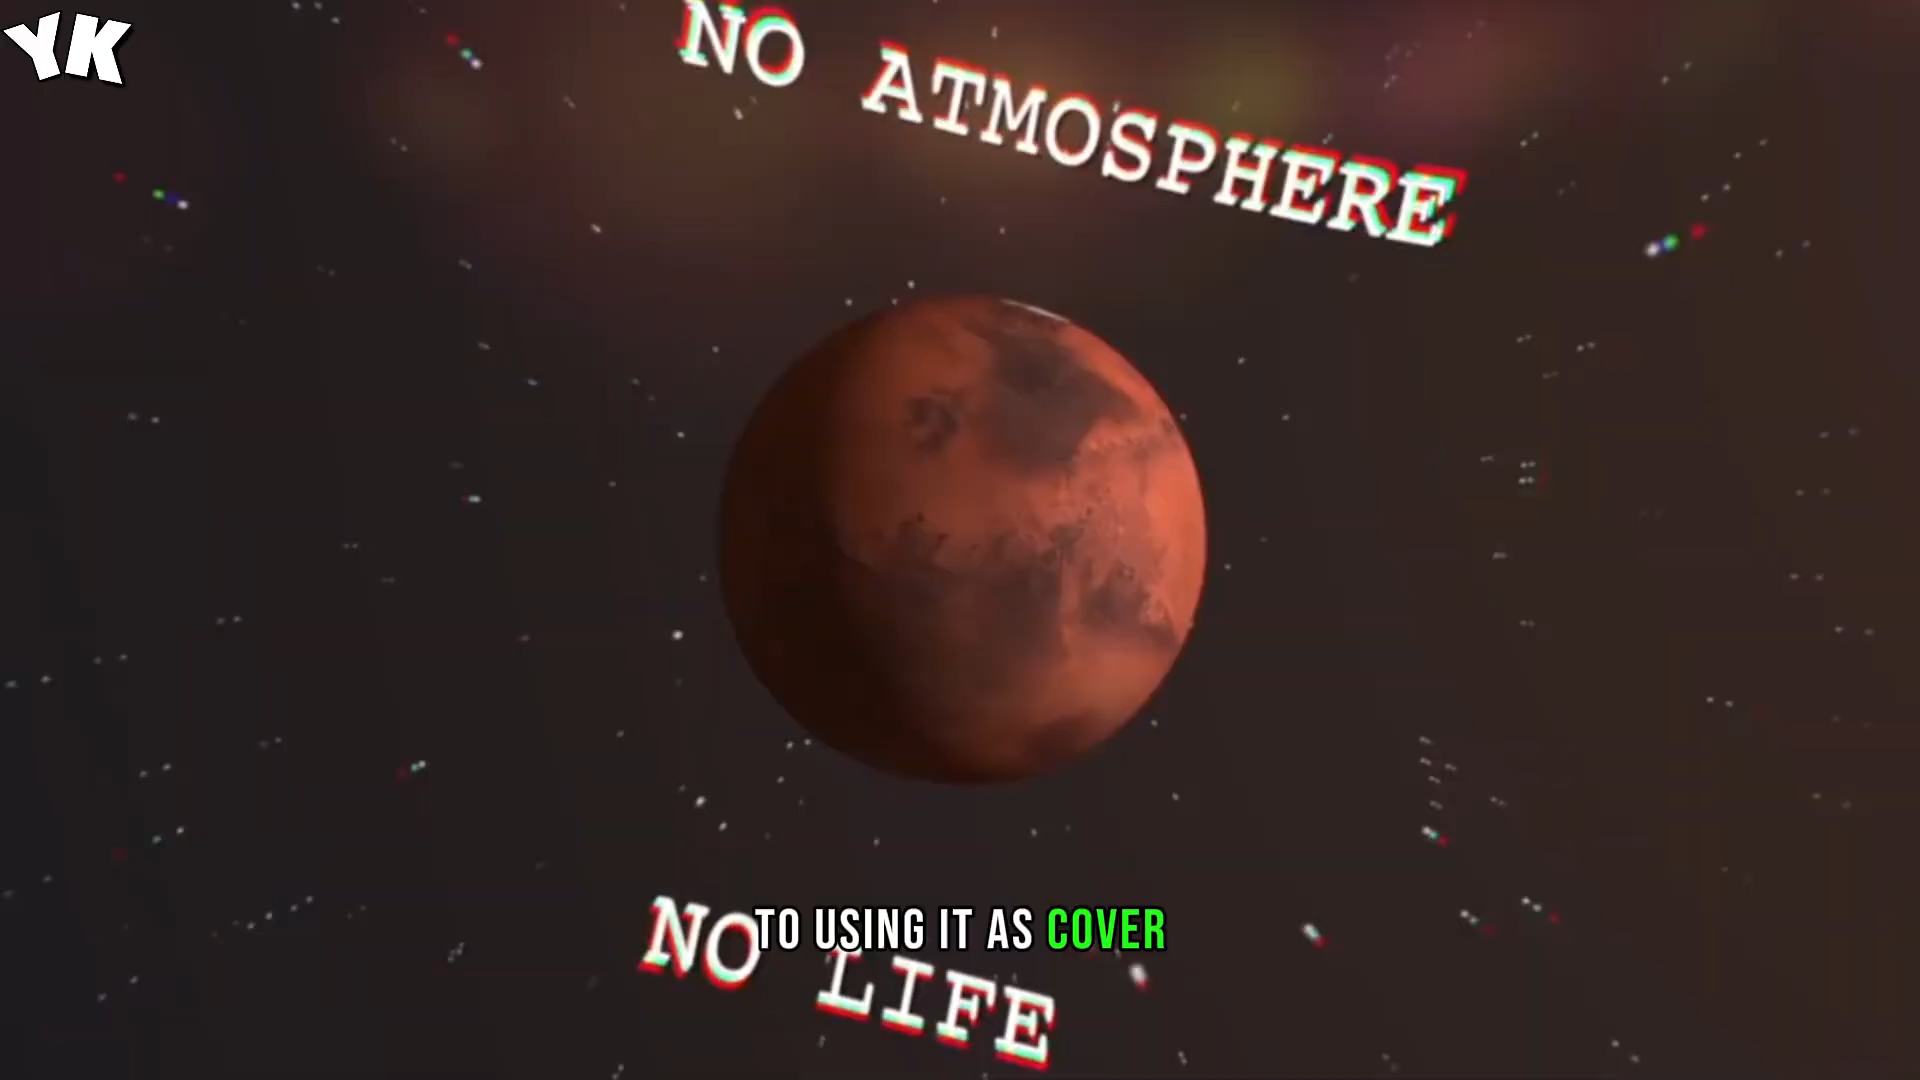 YK
NO ATMOSPHERE
TO USING IT AS COVER
NO LIFE